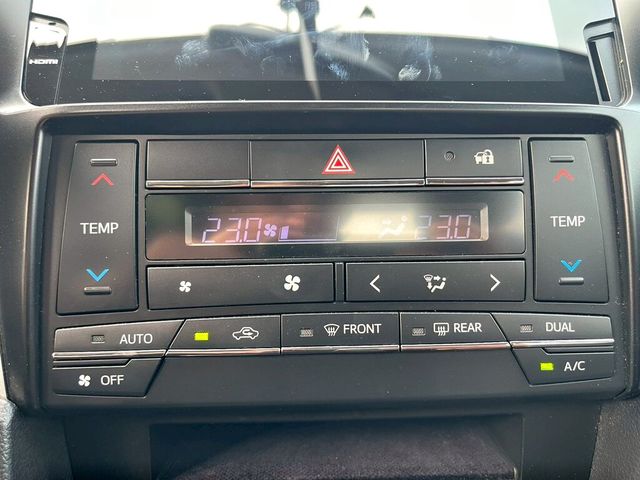 HDMI
TEMP
23.0 23.0
TEMP
AUTO
FRONT
REAR
DUAL
OFF
A/C